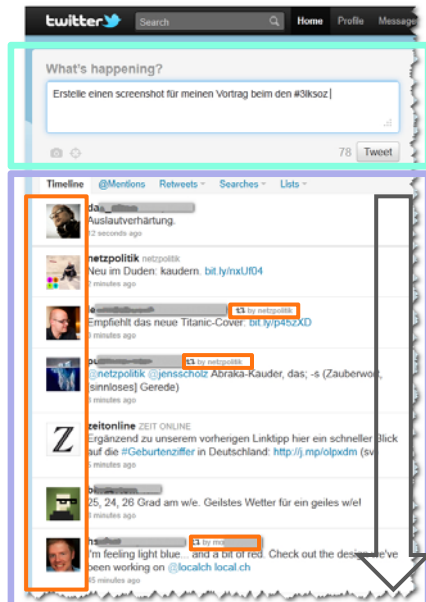 twitter Search Home Profile Message
What's happening?
Erstelle einen screenshot für meinen Vortrag beim den #3lksoz
78 Tweet
Timeline @Mentions Retweets Searches Lists
Auslautverhärtung.
12 seconds ago
netzpolitik netzpolitik
Neu im Duden: kaudern. bit.ly/nxUf04
2 minutes ago
by netzpolitik
Empfiehlt das neue Titanic-Cover: bit.ly/p45zXD
minutes ago
by netzpolitik
@netzpolitik @jensscholz Abraka-Kauder, das; -s (Zauberwort,
[sinnloses] Gerede)
minutes ago
zeitonline ZEIT ONLINE
Ergänzend zu unserem vorherigen Linktipp hier ein schneller Blick
auf die #Geburtenziffer in Deutschland: http://j.mp/olpxdm (sv)
minutes ago
25, 24, 26 Grad am w/e. Geilstes Wetter für ein geiles w/e!
minutes ago
by
I'm feeling light blue... and a bit of red. Check out the design we've
been working on @localch local.ch
minutes ago